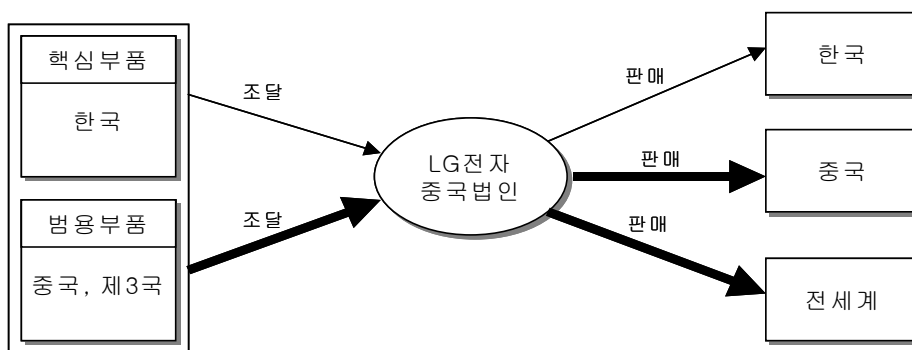 핵심부품
한국
범용부품
중국, 제3국
조달
조달
LG전자
중국법인
판매
판매
판매
한국
중국
전세계